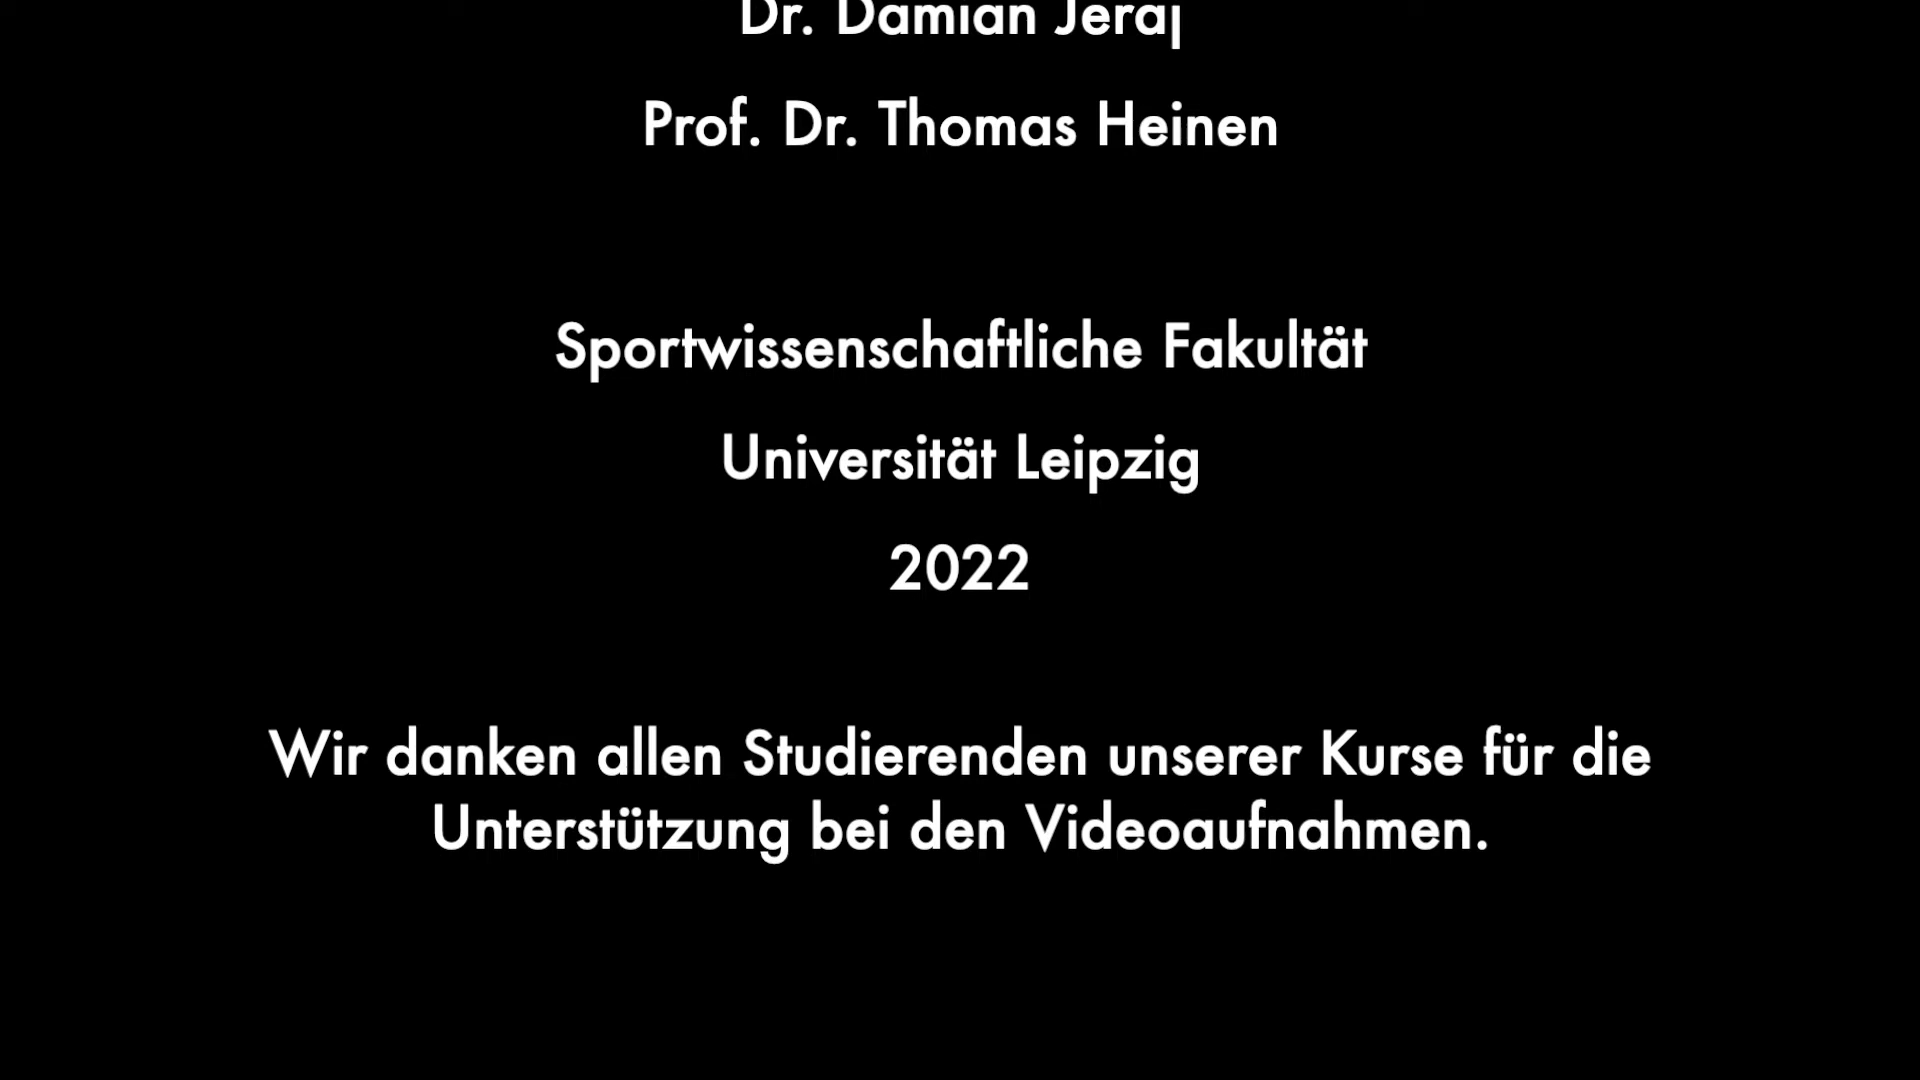 Dr. Damian Jeraj
Prof. Dr. Thomas Heinen
Sportwissenschaftliche Fakultät
Universität Leipzig
2022
Wir danken allen Studierenden unserer Kurse für die
Unterstützung bei den Videoaufnahmen.